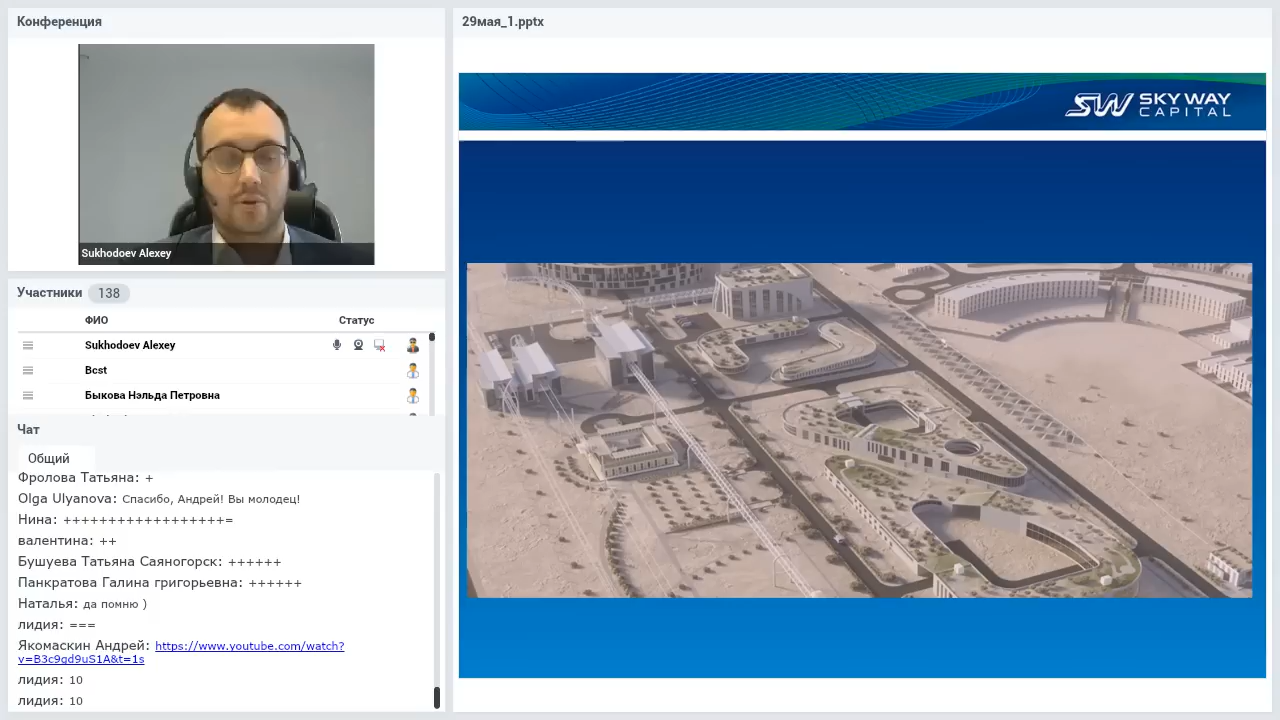 Конференция
Sukhodoev Alexey
Участники 138
ФИО Статус
Sukhodoev Alexey
Bcst
Быкова Нэльда Петровна
Чат
Общий
Фролова Татьяна: +
Olga Ulyanova: Спасибо, Андрей! Вы молодец!
Нина: ++++++++++++++++++=
валентина: ++
Бушуева Татьяна Саяногорск: ++++++
Панкратова Галина григорьевна: ++++++
Наталья: да помню )
лидия: ===
Якомаскин Андрей: https://www.youtube.com/watch?
v=B3c9gd9uS1A&t=1s
лидия: 10
лидия: 10
29мая_1.pptx
SW SKY WAY
CAPITAL